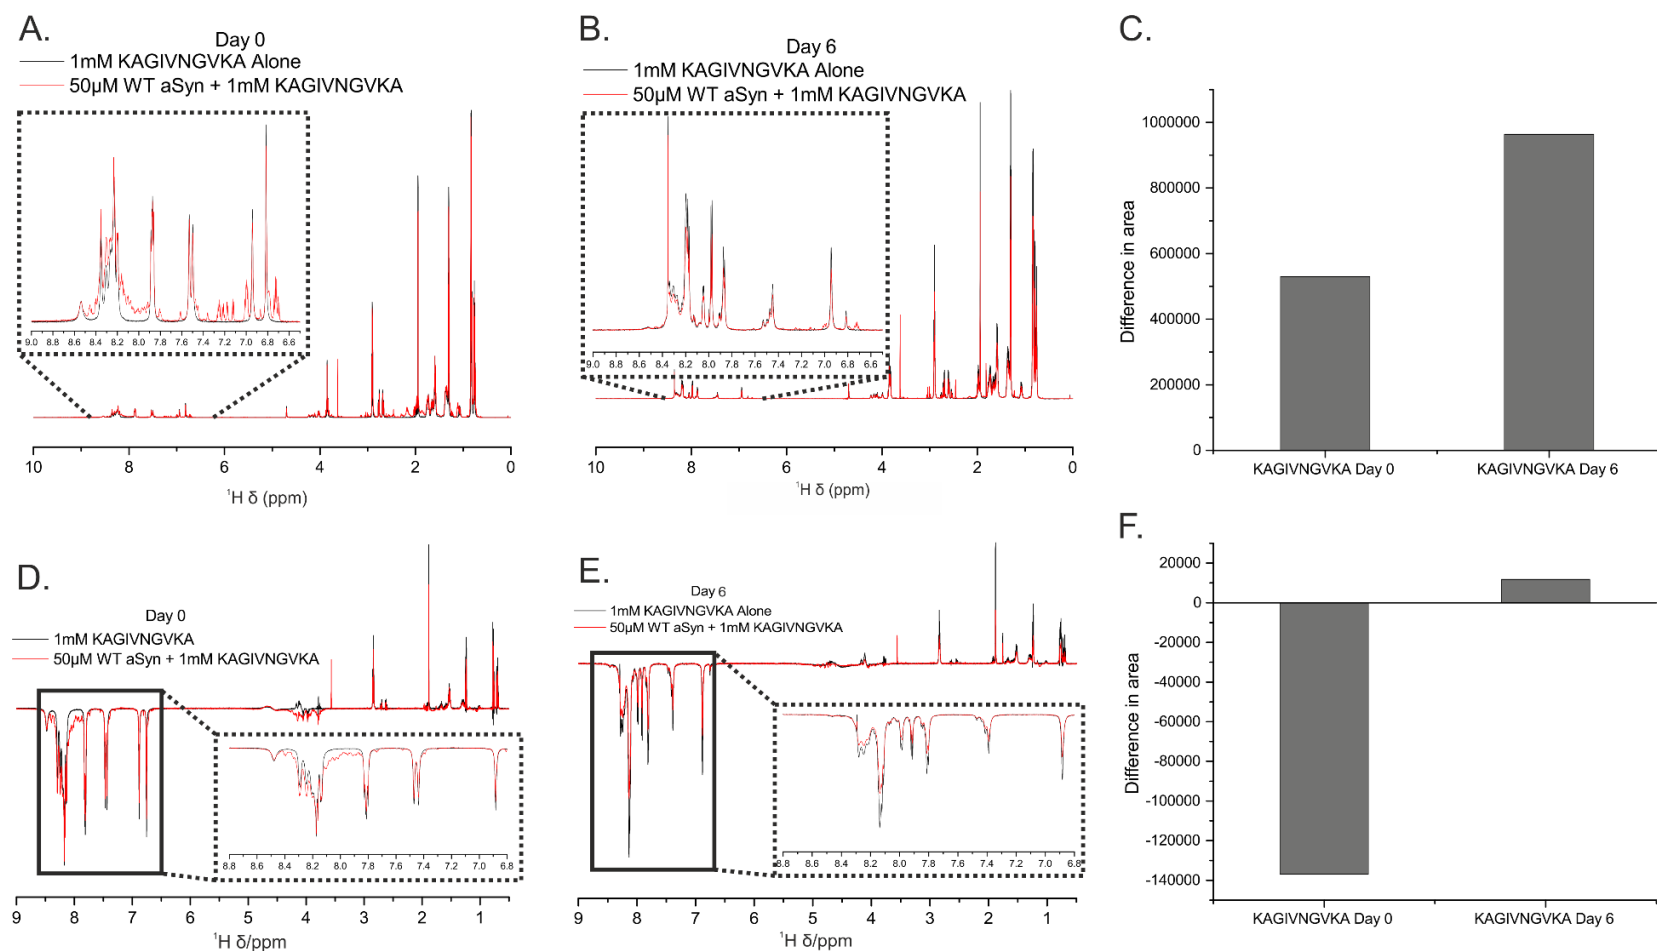 A.
Day 0
1mM KAGIVNGVKA Alone
50µM WT aSyn + 1mM KAGIVNGVKA
9.0 8.8 8.6 8.4 8.2 8.0 7.8 7.6 7.4 7.2 7.0 6.8 6.6
10 8 6 4 2 0
¹H δ (ppm)
B.
Day 6
1mM KAGIVNGVKA Alone
50µM WT aSyn + 1mM KAGIVNGVKA
9.0 8.8 8.6 8.4 8.2 8.0 7.8 7.6 7.4 7.2 7.0 6.8 6.6
10 8 6 4 2 0
¹H δ (ppm)
C.
Difference in area
1000000
800000
600000
400000
200000
0
KAGIVNGVKA Day 0 KAGIVNGVKA Day 6
D.
Day 0
1mM KAGIVNGVKA
50µM WT aSyn + 1mM KAGIVNGVKA
8.8 8.6 8.4 8.2 8.0 7.8 7.6 7.4 7.2 7.0 6.8
9 8 7 6 5 4 3 2 1
¹H δ/ppm
E.
Day 6
1mM KAGIVNGVKA Alone
50µM WT aSyn + 1mM KAGIVNGVKA
8.8 8.6 8.4 8.2 8.0 7.8 7.6 7.4 7.2 7.0 6.8
9 8 7 6 5 4 3 2 1
¹H δ/ppm
F.
Difference in area
20000
0
-20000
-40000
-60000
-80000
-100000
-120000
-140000
KAGIVNGVKA Day 0 KAGIVNGVKA Day 6